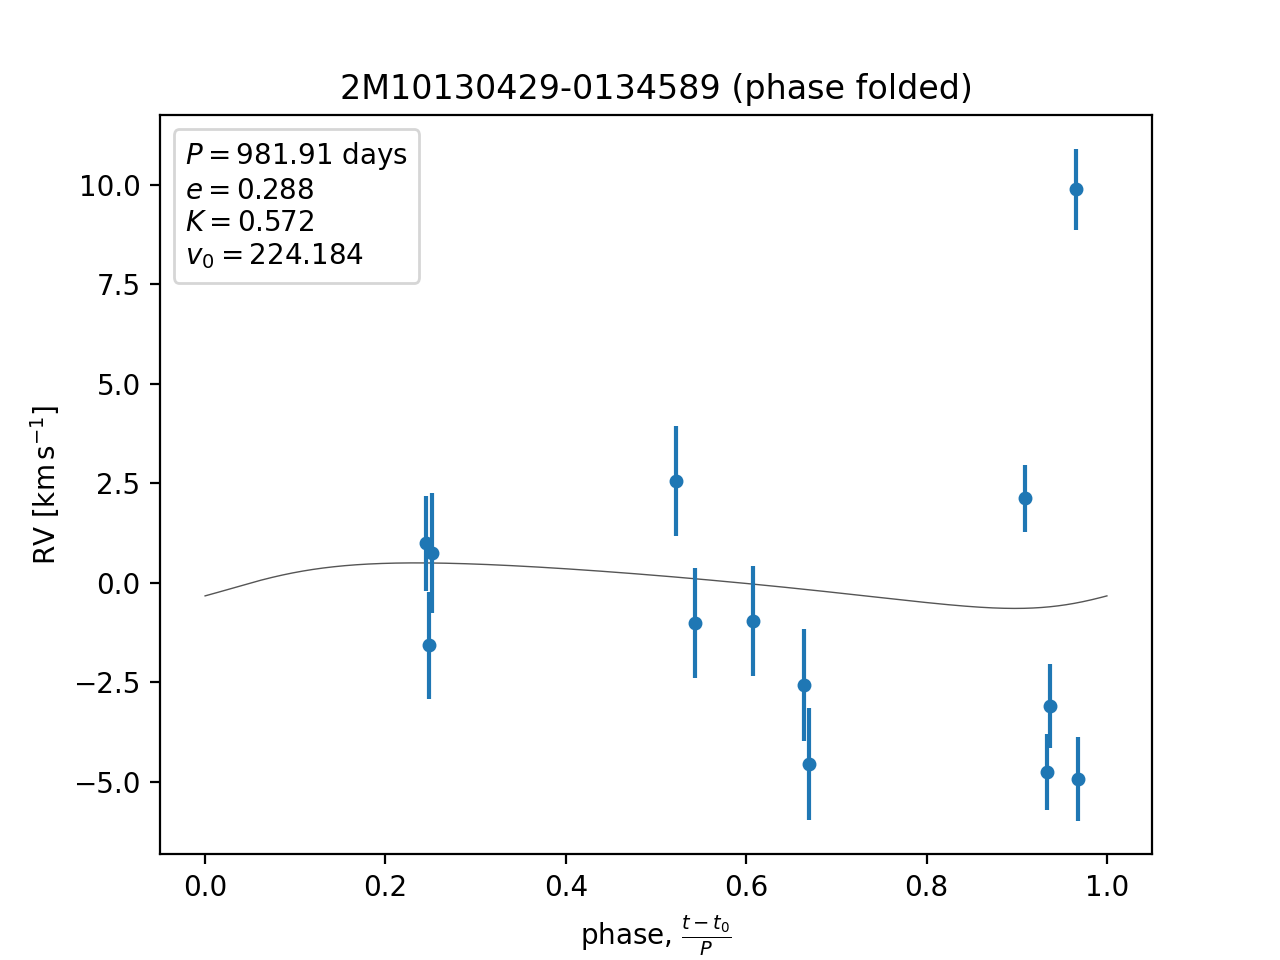 2M10130429-0134589 (phase folded)
P = 981.91 days
e = 0.288
K = 0.572
v₀ = 224.184
10.0
7.5
5.0
2.5
0.0
−2.5
−5.0
RV [km s⁻¹]
0.0 0.2 0.4 0.6 0.8 1.0
phase, (t − t₀)/P